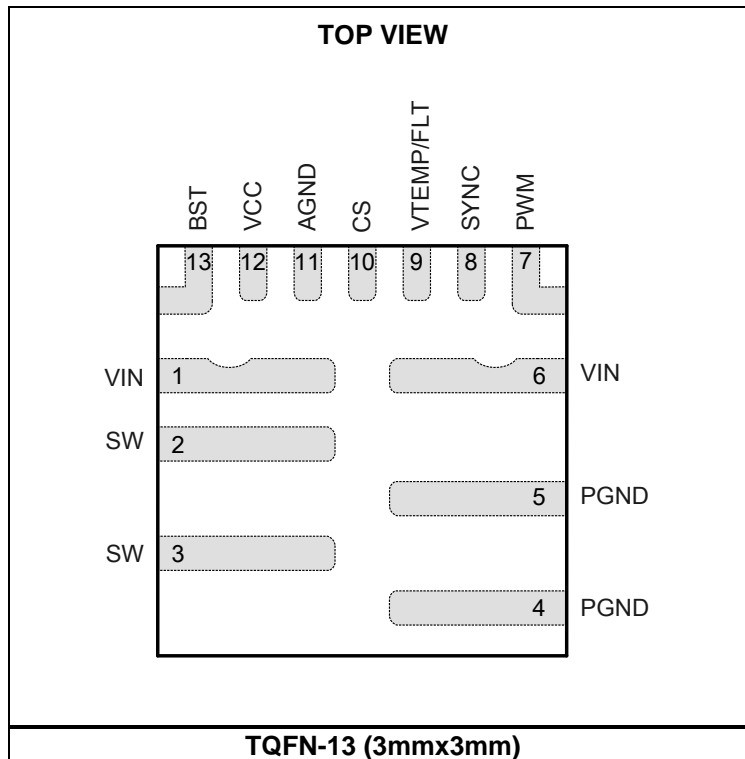 TOP VIEW
BST
VCC
AGND
CS
VTEMP/FLT
SYNC
PWM
13 12 11 10 9 8 7
VIN 1 6 VIN
SW 2
5 PGND
SW 3
4 PGND
TQFN-13 (3mmx3mm)